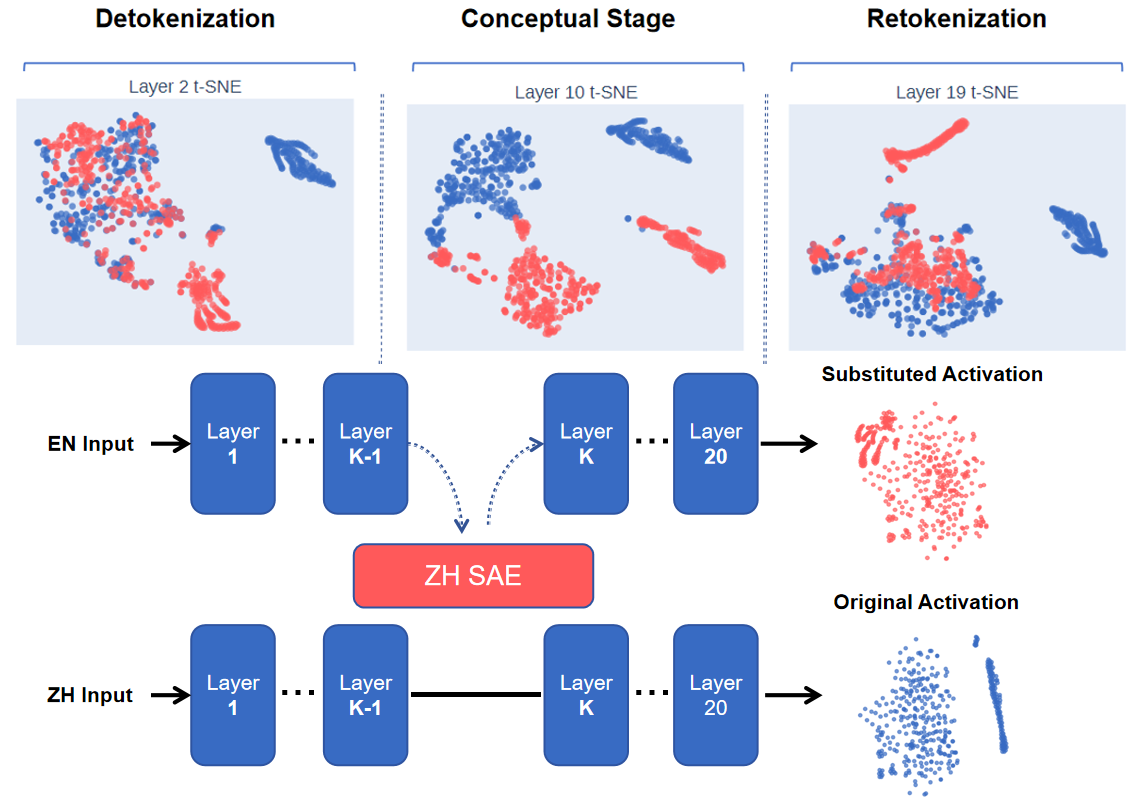 Detokenization
Conceptual Stage
Retokenization
Layer 2 t-SNE
Layer 10 t-SNE
Layer 19 t-SNE
Substituted Activation
EN Input
Layer
1
Layer
K-1
Layer
K
Layer
20
ZH SAE
Original Activation
ZH Input
Layer
1
Layer
K-1
Layer
K
Layer
20